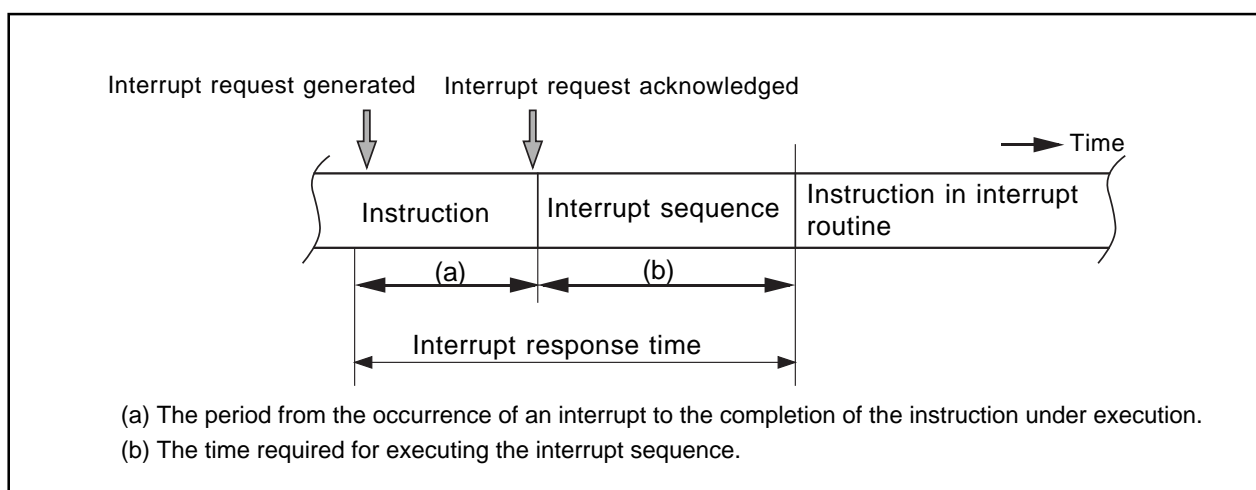 Interrupt request generated
Interrupt request acknowledged
Time
Instruction
Interrupt sequence
Instruction in interrupt
routine
(a)
(b)
Interrupt response time
(a) The period from the occurrence of an interrupt to the completion of the instruction under execution.
(b) The time required for executing the interrupt sequence.